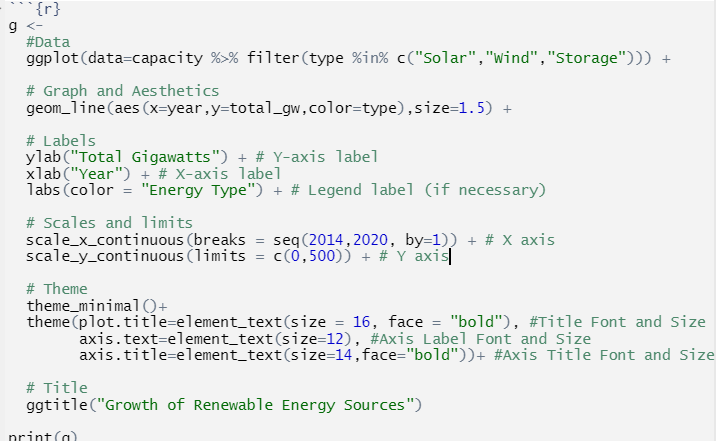 ```{r}
g <-
  #Data
  ggplot(data=capacity %>% filter(type %in% c("Solar","Wind","Storage"))) +

  # Graph and Aesthetics
  geom_line(aes(x=year,y=total_gw,color=type),size=1.5) +

  # Labels
  ylab("Total Gigawatts") + # Y-axis label
  xlab("Year") + # X-axis label
  labs(color = "Energy Type") + # Legend label (if necessary)

  # Scales and limits
  scale_x_continuous(breaks = seq(2014,2020, by=1)) + # X axis
  scale_y_continuous(limits = c(0,500)) + # Y axis

  # Theme
  theme_minimal()+
  theme(plot.title=element_text(size = 16, face = "bold"), #Title Font and Size
        axis.text=element_text(size=12), #Axis Label Font and Size
        axis.title=element_text(size=14,face="bold"))+ #Axis Title Font and Size

  # Title
  ggtitle("Growth of Renewable Energy Sources")

print(g)